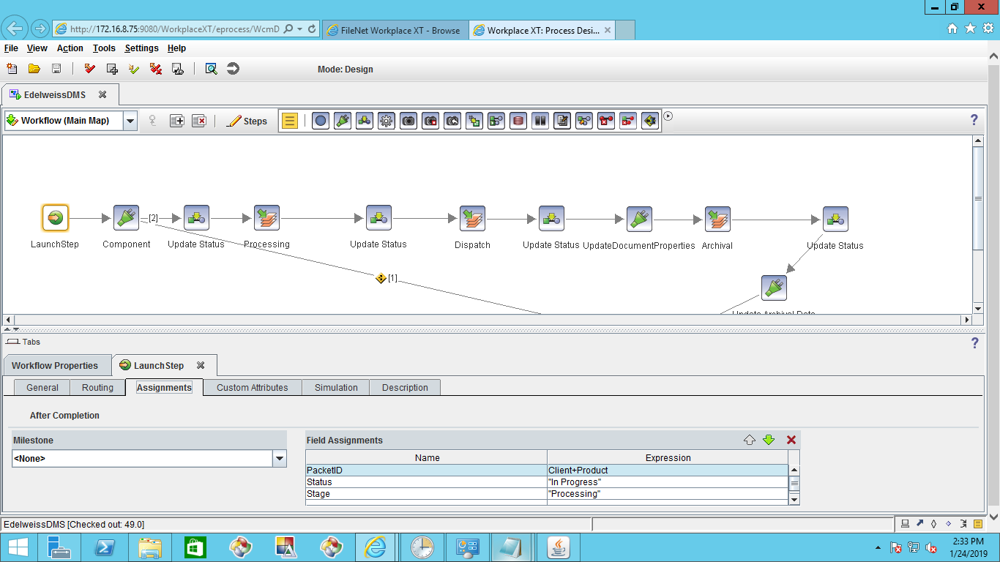 http://172.16.8.75:9080/WorkplaceXT/eprocess/WcmD
FileNet Workplace XT - Browse
Workplace XT: Process Desi...
File View Action Tools Settings Help
Mode: Design
EdelweissDMS
Workflow (Main Map)
Steps
?
[2]
LaunchStep Component Update Status Processing Update Status Dispatch Update Status UpdateDocumentProperties Archival Update Status
[1]
Update Archival Data
Tabs
?
Workflow Properties LaunchStep
General Routing Assignments Custom Attributes Simulation Description
After Completion
Milestone Field Assignments
<None>
Name Expression
PacketID Client+Product
Status "In Progress"
Stage "Processing"
EdelweissDMS [Checked out: 49.0]
2:33 PM
1/24/2019